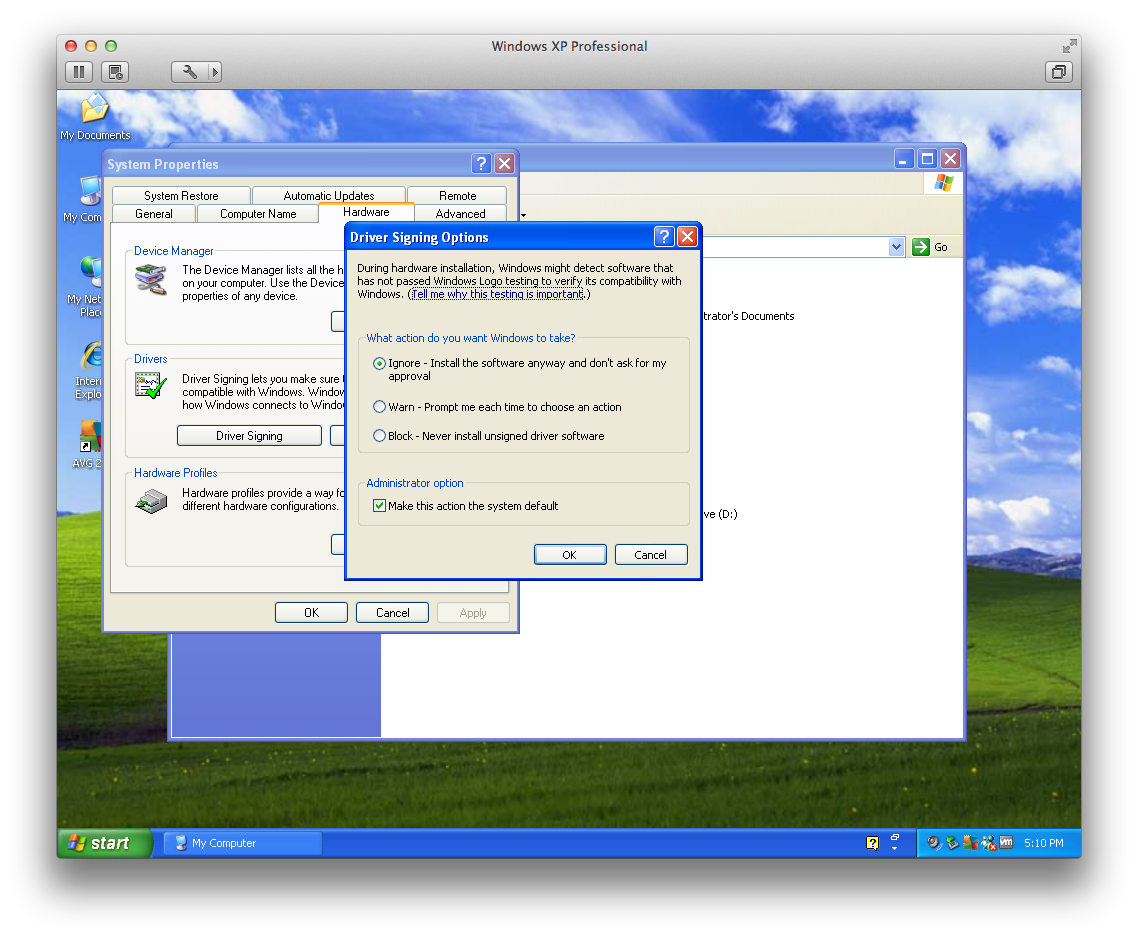 Windows XP Professional
My Documents
System Properties
My Com
System Restore
Automatic Updates
Remote
General
Computer Name
Hardware
Advanced
Driver Signing Options
Device Manager
The Device Manager lists all the h
on your computer. Use the Device
properties of any device.
Go
During hardware installation, Windows might detect software that
has not passed Windows Logo testing to verify its compatibility with
Windows. (Tell me why this testing is important.)
My Net
Plac
trator's Documents
What action do you want Windows to take?
Ignore - Install the software anyway and don't ask for my
approval
Warn - Prompt me each time to choose an action
Block - Never install unsigned driver software
Drivers
Driver Signing lets you make sure
compatible with Windows. Window
how Windows connects to Windo
Inter
Explo
Driver Signing
AVG 2
Hardware Profiles
Hardware profiles provide a way fo
different hardware configurations.
Administrator option
Make this action the system default
ve (D:)
OK
Cancel
OK
Cancel
Apply
start
My Computer
vm
5:10 PM